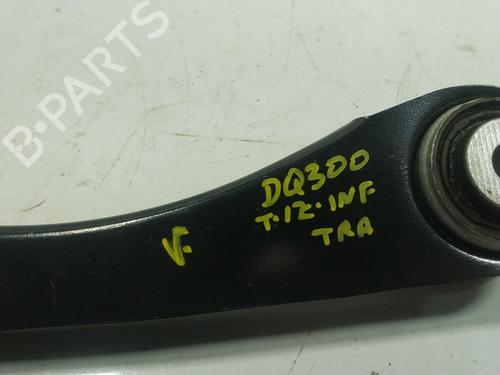 B-PARTS
DQ300
T.IZ.INF.
TRA
V.